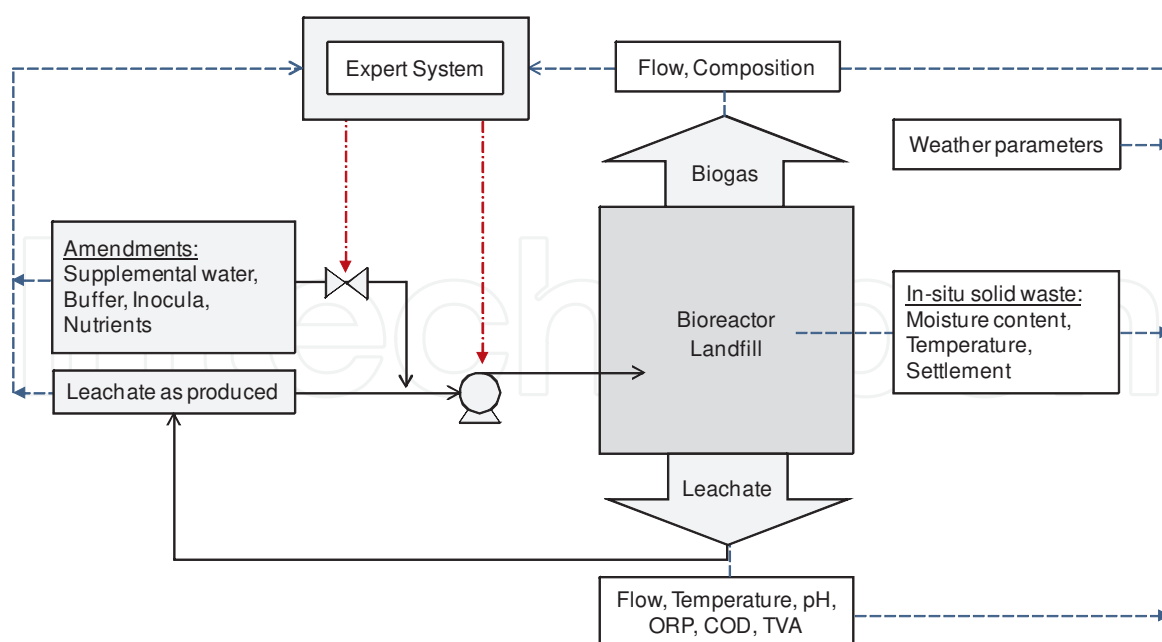 Expert System
Flow, Composition
Weather parameters
Biogas
Amendments:
Supplemental water,
Buffer, Inocula,
Nutrients
In-situ solid waste:
Moisture content,
Temperature,
Settlement
Bioreactor
Landfill
Leachate as produced
Leachate
Flow, Temperature, pH,
ORP, COD, TVA